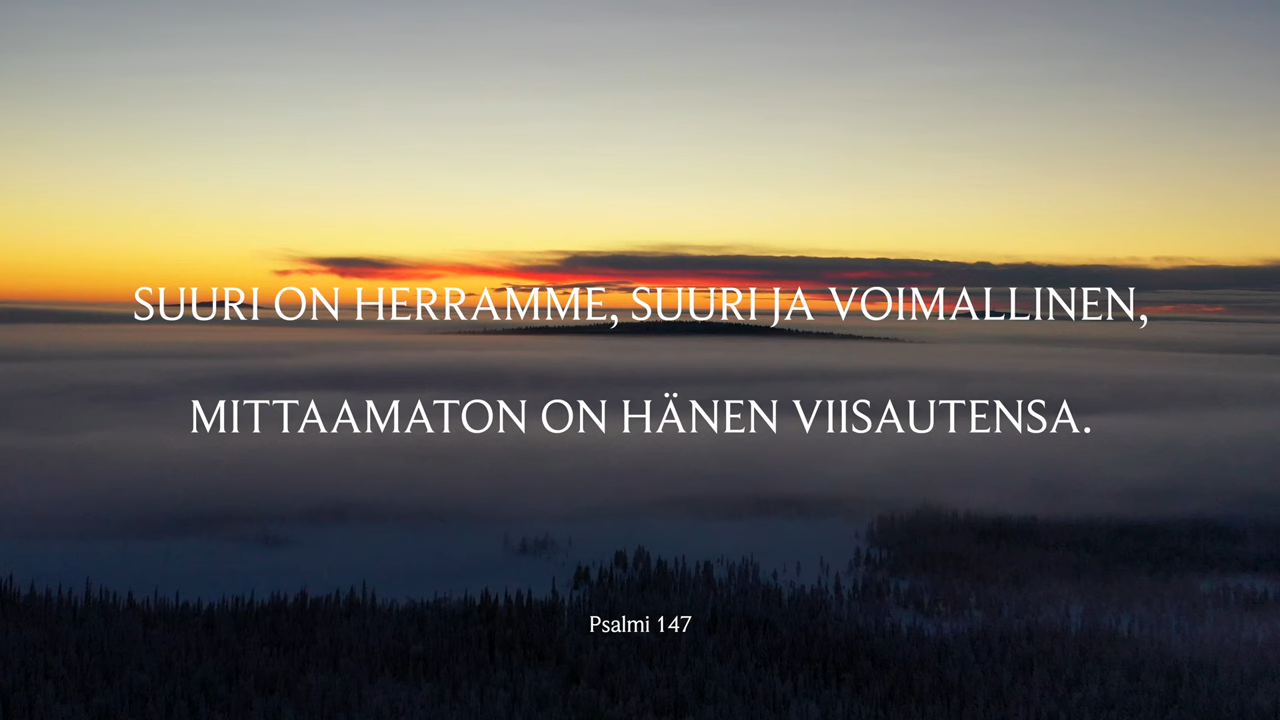 SUURI ON HERRAMME, SUURI JA VOIMALLINEN,
MITTAAMATON ON HÄNEN VIISAUTENSA.
Psalmi 147